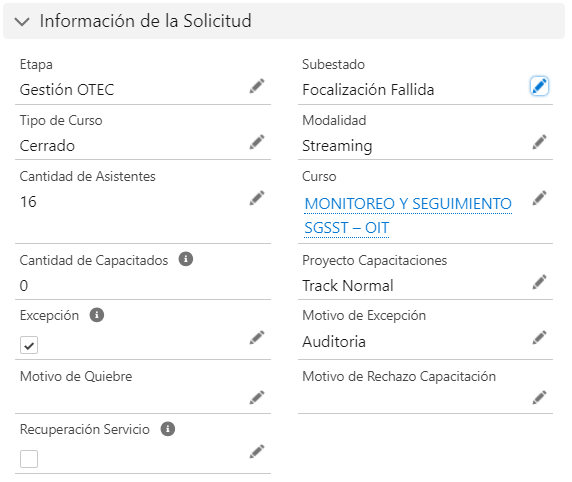 Información de la Solicitud
Etapa
Gestión OTEC
Subestado
Focalización Fallida
Tipo de Curso
Cerrado
Modalidad
Streaming
Cantidad de Asistentes
16
Curso
MONITOREO Y SEGUIMIENTO
SGSST – OIT
Cantidad de Capacitados
0
Proyecto Capacitaciones
Track Normal
Excepción
Motivo de Excepción
Auditoria
Motivo de Quiebre
Motivo de Rechazo Capacitación
Recuperación Servicio